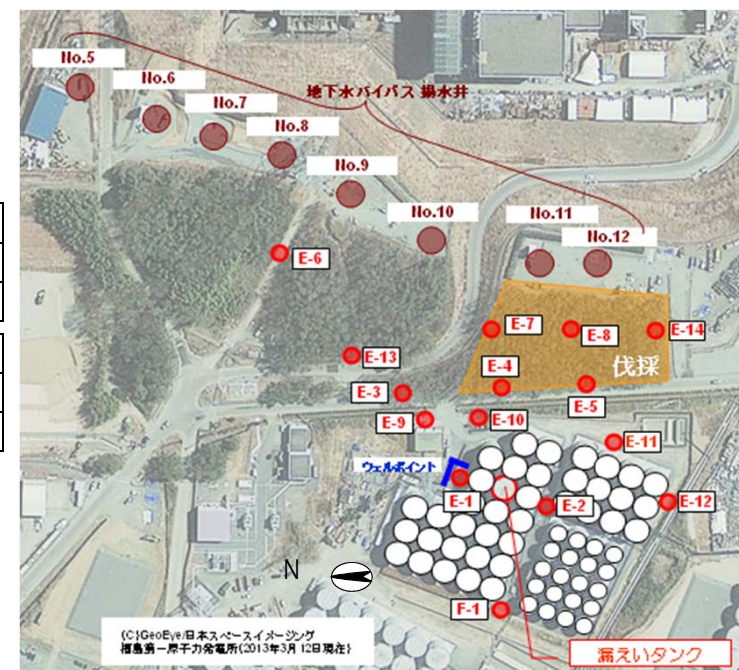 No.5
No.6
No.7
No.8
No.9
No.10
No.11
No.12
地下水バイパス 揚水井
E-6
E-7
E-8
E-14
伐採
E-13
E-4
E-3
E-5
E-9
E-10
E-11
ウェルポイント
E-1
E-2
E-12
N
F-1
(C)GeoEye/日本スペースイメージング
福島第一原子力発電所(2013年3月12日現在)
漏えいタンク